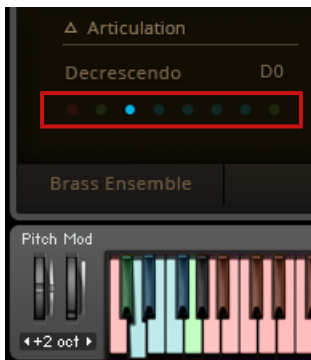 Articulation
Decrescendo D0
Brass Ensemble
Pitch Mod
+2 oct